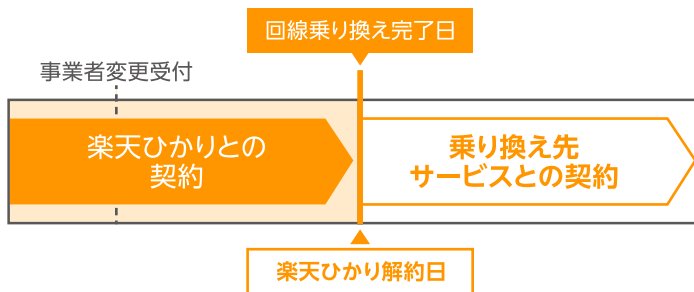 回線乗り換え完了日
事業者変更受付
楽天ひかりとの
契約
乗り換え先
サービスとの契約
楽天ひかり解約日